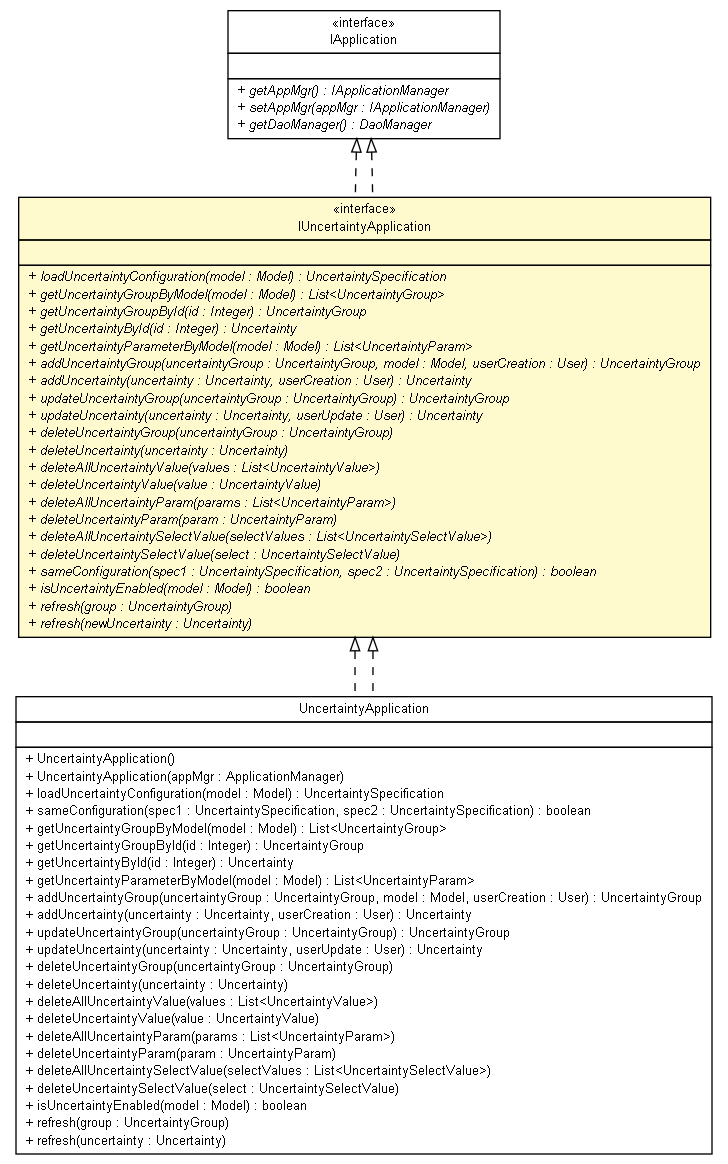 «interface»
IApplication
+ getAppMgr() : IApplicationManager
+ setAppMgr(appMgr : IApplicationManager)
+ getDaoManager() : DaoManager
«interface»
IUncertaintyApplication
+ loadUncertaintyConfiguration(model : Model) : UncertaintySpecification
+ getUncertaintyGroupByModel(model : Model) : List<UncertaintyGroup>
+ getUncertaintyGroupById(id : Integer) : UncertaintyGroup
+ getUncertaintyById(id : Integer) : Uncertainty
+ getUncertaintyParameterByModel(model : Model) : List<UncertaintyParam>
+ addUncertaintyGroup(uncertaintyGroup : UncertaintyGroup, model : Model, userCreation : User) : UncertaintyGroup
+ addUncertainty(uncertainty : Uncertainty, userCreation : User) : Uncertainty
+ updateUncertaintyGroup(uncertaintyGroup : UncertaintyGroup) : UncertaintyGroup
+ updateUncertainty(uncertainty : Uncertainty, userUpdate : User) : Uncertainty
+ deleteUncertaintyGroup(uncertaintyGroup : UncertaintyGroup)
+ deleteUncertainty(uncertainty : Uncertainty)
+ deleteAllUncertaintyValue(values : List<UncertaintyValue>)
+ deleteUncertaintyValue(value : UncertaintyValue)
+ deleteAllUncertaintyParam(params : List<UncertaintyParam>)
+ deleteUncertaintyParam(param : UncertaintyParam)
+ deleteAllUncertaintySelectValue(selectValues : List<UncertaintySelectValue>)
+ deleteUncertaintySelectValue(select : UncertaintySelectValue)
+ sameConfiguration(spec1 : UncertaintySpecification, spec2 : UncertaintySpecification) : boolean
+ isUncertaintyEnabled(model : Model) : boolean
+ refresh(group : UncertaintyGroup)
+ refresh(newUncertainty : Uncertainty)
UncertaintyApplication
+ UncertaintyApplication()
+ UncertaintyApplication(appMgr : ApplicationManager)
+ loadUncertaintyConfiguration(model : Model) : UncertaintySpecification
+ sameConfiguration(spec1 : UncertaintySpecification, spec2 : UncertaintySpecification) : boolean
+ getUncertaintyGroupByModel(model : Model) : List<UncertaintyGroup>
+ getUncertaintyGroupById(id : Integer) : UncertaintyGroup
+ getUncertaintyById(id : Integer) : Uncertainty
+ getUncertaintyParameterByModel(model : Model) : List<UncertaintyParam>
+ addUncertaintyGroup(uncertaintyGroup : UncertaintyGroup, model : Model, userCreation : User) : UncertaintyGroup
+ addUncertainty(uncertainty : Uncertainty, userCreation : User) : Uncertainty
+ updateUncertaintyGroup(uncertaintyGroup : UncertaintyGroup) : UncertaintyGroup
+ updateUncertainty(uncertainty : Uncertainty, userUpdate : User) : Uncertainty
+ deleteUncertaintyGroup(uncertaintyGroup : UncertaintyGroup)
+ deleteUncertainty(uncertainty : Uncertainty)
+ deleteAllUncertaintyValue(values : List<UncertaintyValue>)
+ deleteUncertaintyValue(value : UncertaintyValue)
+ deleteAllUncertaintyParam(params : List<UncertaintyParam>)
+ deleteUncertaintyParam(param : UncertaintyParam)
+ deleteAllUncertaintySelectValue(selectValues : List<UncertaintySelectValue>)
+ deleteUncertaintySelectValue(select : UncertaintySelectValue)
+ isUncertaintyEnabled(model : Model) : boolean
+ refresh(group : UncertaintyGroup)
+ refresh(uncertainty : Uncertainty)